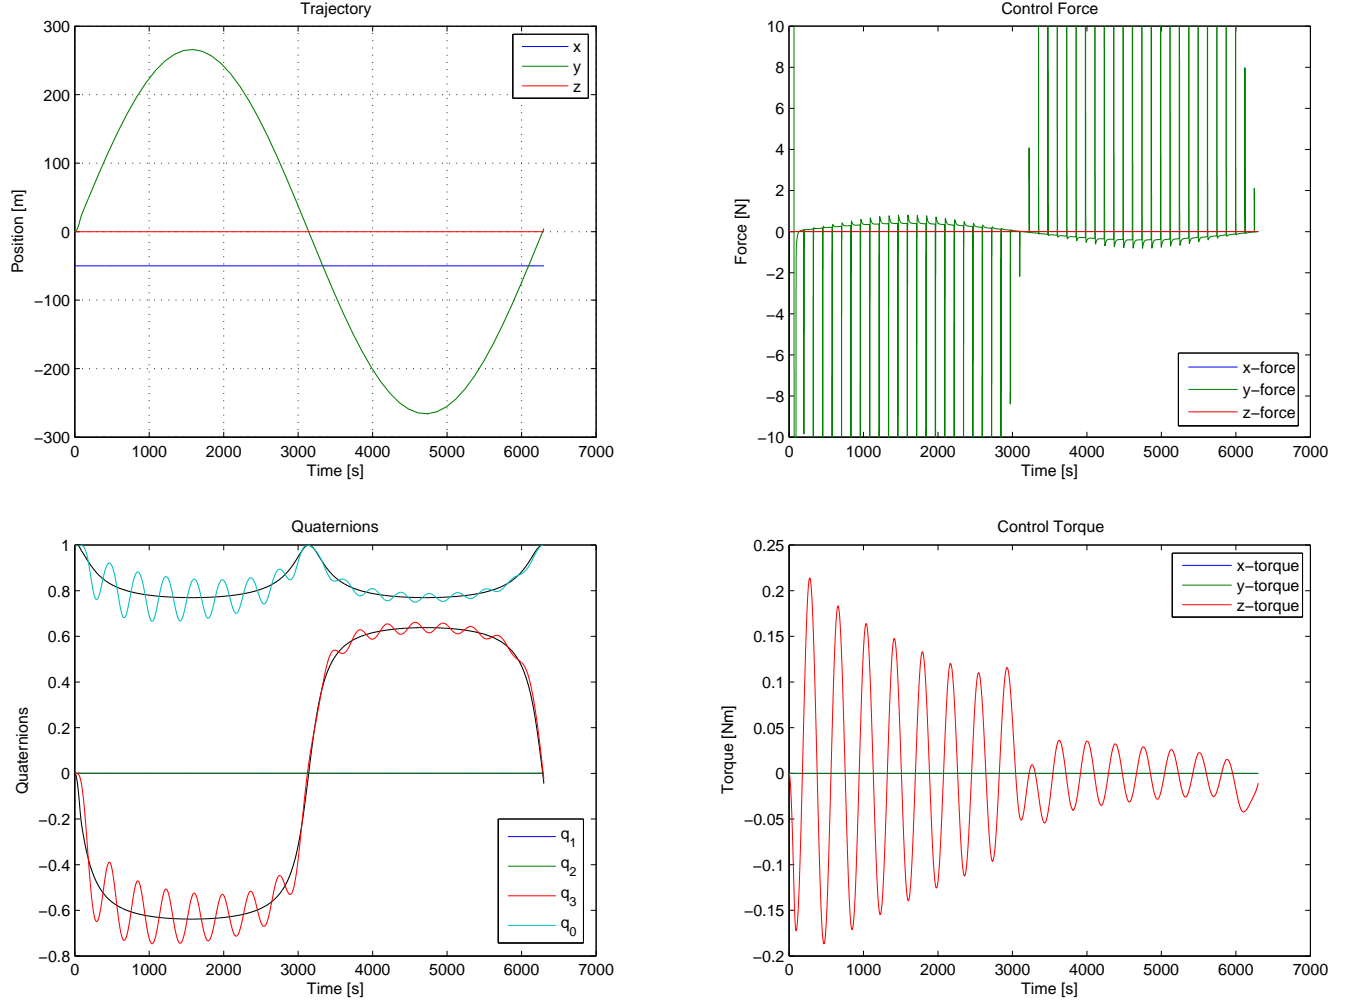 Trajectory
300
200
100
0
−100
−200
−300
0 1000 2000 3000 4000 5000 6000 7000
Time [s]
Position [m]
x
y
z
Control Force
10
8
6
4
2
0
−2
−4
−6
−8
−10
0 1000 2000 3000 4000 5000 6000 7000
Time [s]
Force [N]
x−force
y−force
z−force
Quaternions
1
0.8
0.6
0.4
0.2
0
−0.2
−0.4
−0.6
−0.8
0 1000 2000 3000 4000 5000 6000 7000
Time [s]
Quaternions
q1
q2
q3
q0
Control Torque
0.25
0.2
0.15
0.1
0.05
0
−0.05
−0.1
−0.15
−0.2
0 1000 2000 3000 4000 5000 6000 7000
Time [s]
Torque [Nm]
x−torque
y−torque
z−torque